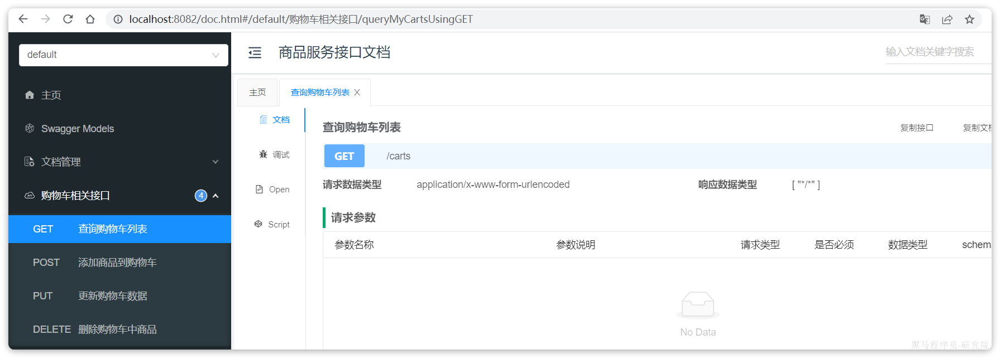 localhost:8082/doc.html#/default/购物车相关接口/queryMyCartsUsingGET
default
商品服务接口文档
输入文档关键字搜索
主页
Swagger Models
文档管理
购物车相关接口 4
GET 查询购物车列表
POST 添加商品到购物车
PUT 更新购物车数据
DELETE 删除购物车中商品
主页
查询购物车列表
文档
调试
Open
Script
查询购物车列表
复制接口
复制文档
GET /carts
请求数据类型 application/x-www-form-urlencoded 响应数据类型 [ "*/*" ]
请求参数
参数名称 参数说明 请求类型 是否必须 数据类型 schem
No Data
黑马程序员-研究院